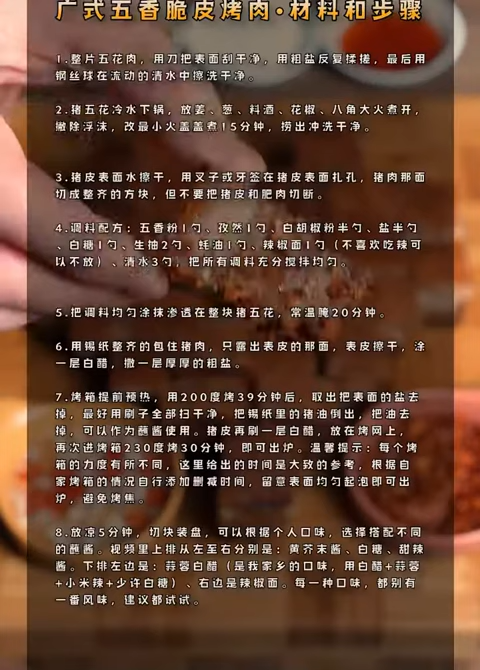 广式五香脆皮烤肉·材料和步骤
1.整片五花肉，用刀把表面刮干净，用粗盐反复揉搓，最后用
钢丝球在流动的清水中擦洗干净。
2.猪五花冷水下锅，放姜、葱、料酒、花椒、八角大火煮开，
撇除浮沫，改最小火盖盖煮15分钟，捞出冲洗干净。
3.猪皮表面水擦干，用叉子或牙签在猪皮表面扎孔，猪肉那面
切成整齐的方块，但不要把猪皮和肥肉切断。
4.调料配方：五香粉1勺、孜然1勺、白胡椒粉半勺、盐半勺
、白糖1勺、生抽2勺、蚝油1勺、辣椒面1勺（不喜欢吃辣可
以不放）、清水3勺，把所有调料充分搅拌均匀。
5.把调料均匀涂抹渗透在整块猪五花，常温腌20分钟。
6.用锡纸整齐的包住猪肉，只露出表皮的那面，表皮擦干，涂
一层白醋，撒一层厚厚的粗盐。
7.烤箱提前预热，用200度烤39分钟后，取出把表面的盐去
掉，最好用刷子全部扫干净，把锡纸里的猪油倒出，把油去
掉，可以作为蘸酱使用。猪皮再刷一层白醋，放在烤网上，
再次进烤箱230度烤30分钟，即可出炉。温馨提示：每个烤
箱的力度有所不同，这里给出的时间是大致的参考，根据自
家烤箱的情况自行添加删减时间，留意表面均匀起泡即可出
炉，避免烤焦。
8.放凉5分钟，切块装盘，可以根据个人口味，选择搭配不同
的蘸酱。视频里上排从左至右分别是：黄芥末酱、白糖、甜辣
酱。下排左边是：蒜蓉白醋（是我家乡的口味，用白醋+蒜蓉
+小米辣+少许白糖）、右边是辣椒面。每一种口味，都别有
一番风味，建议都试试。